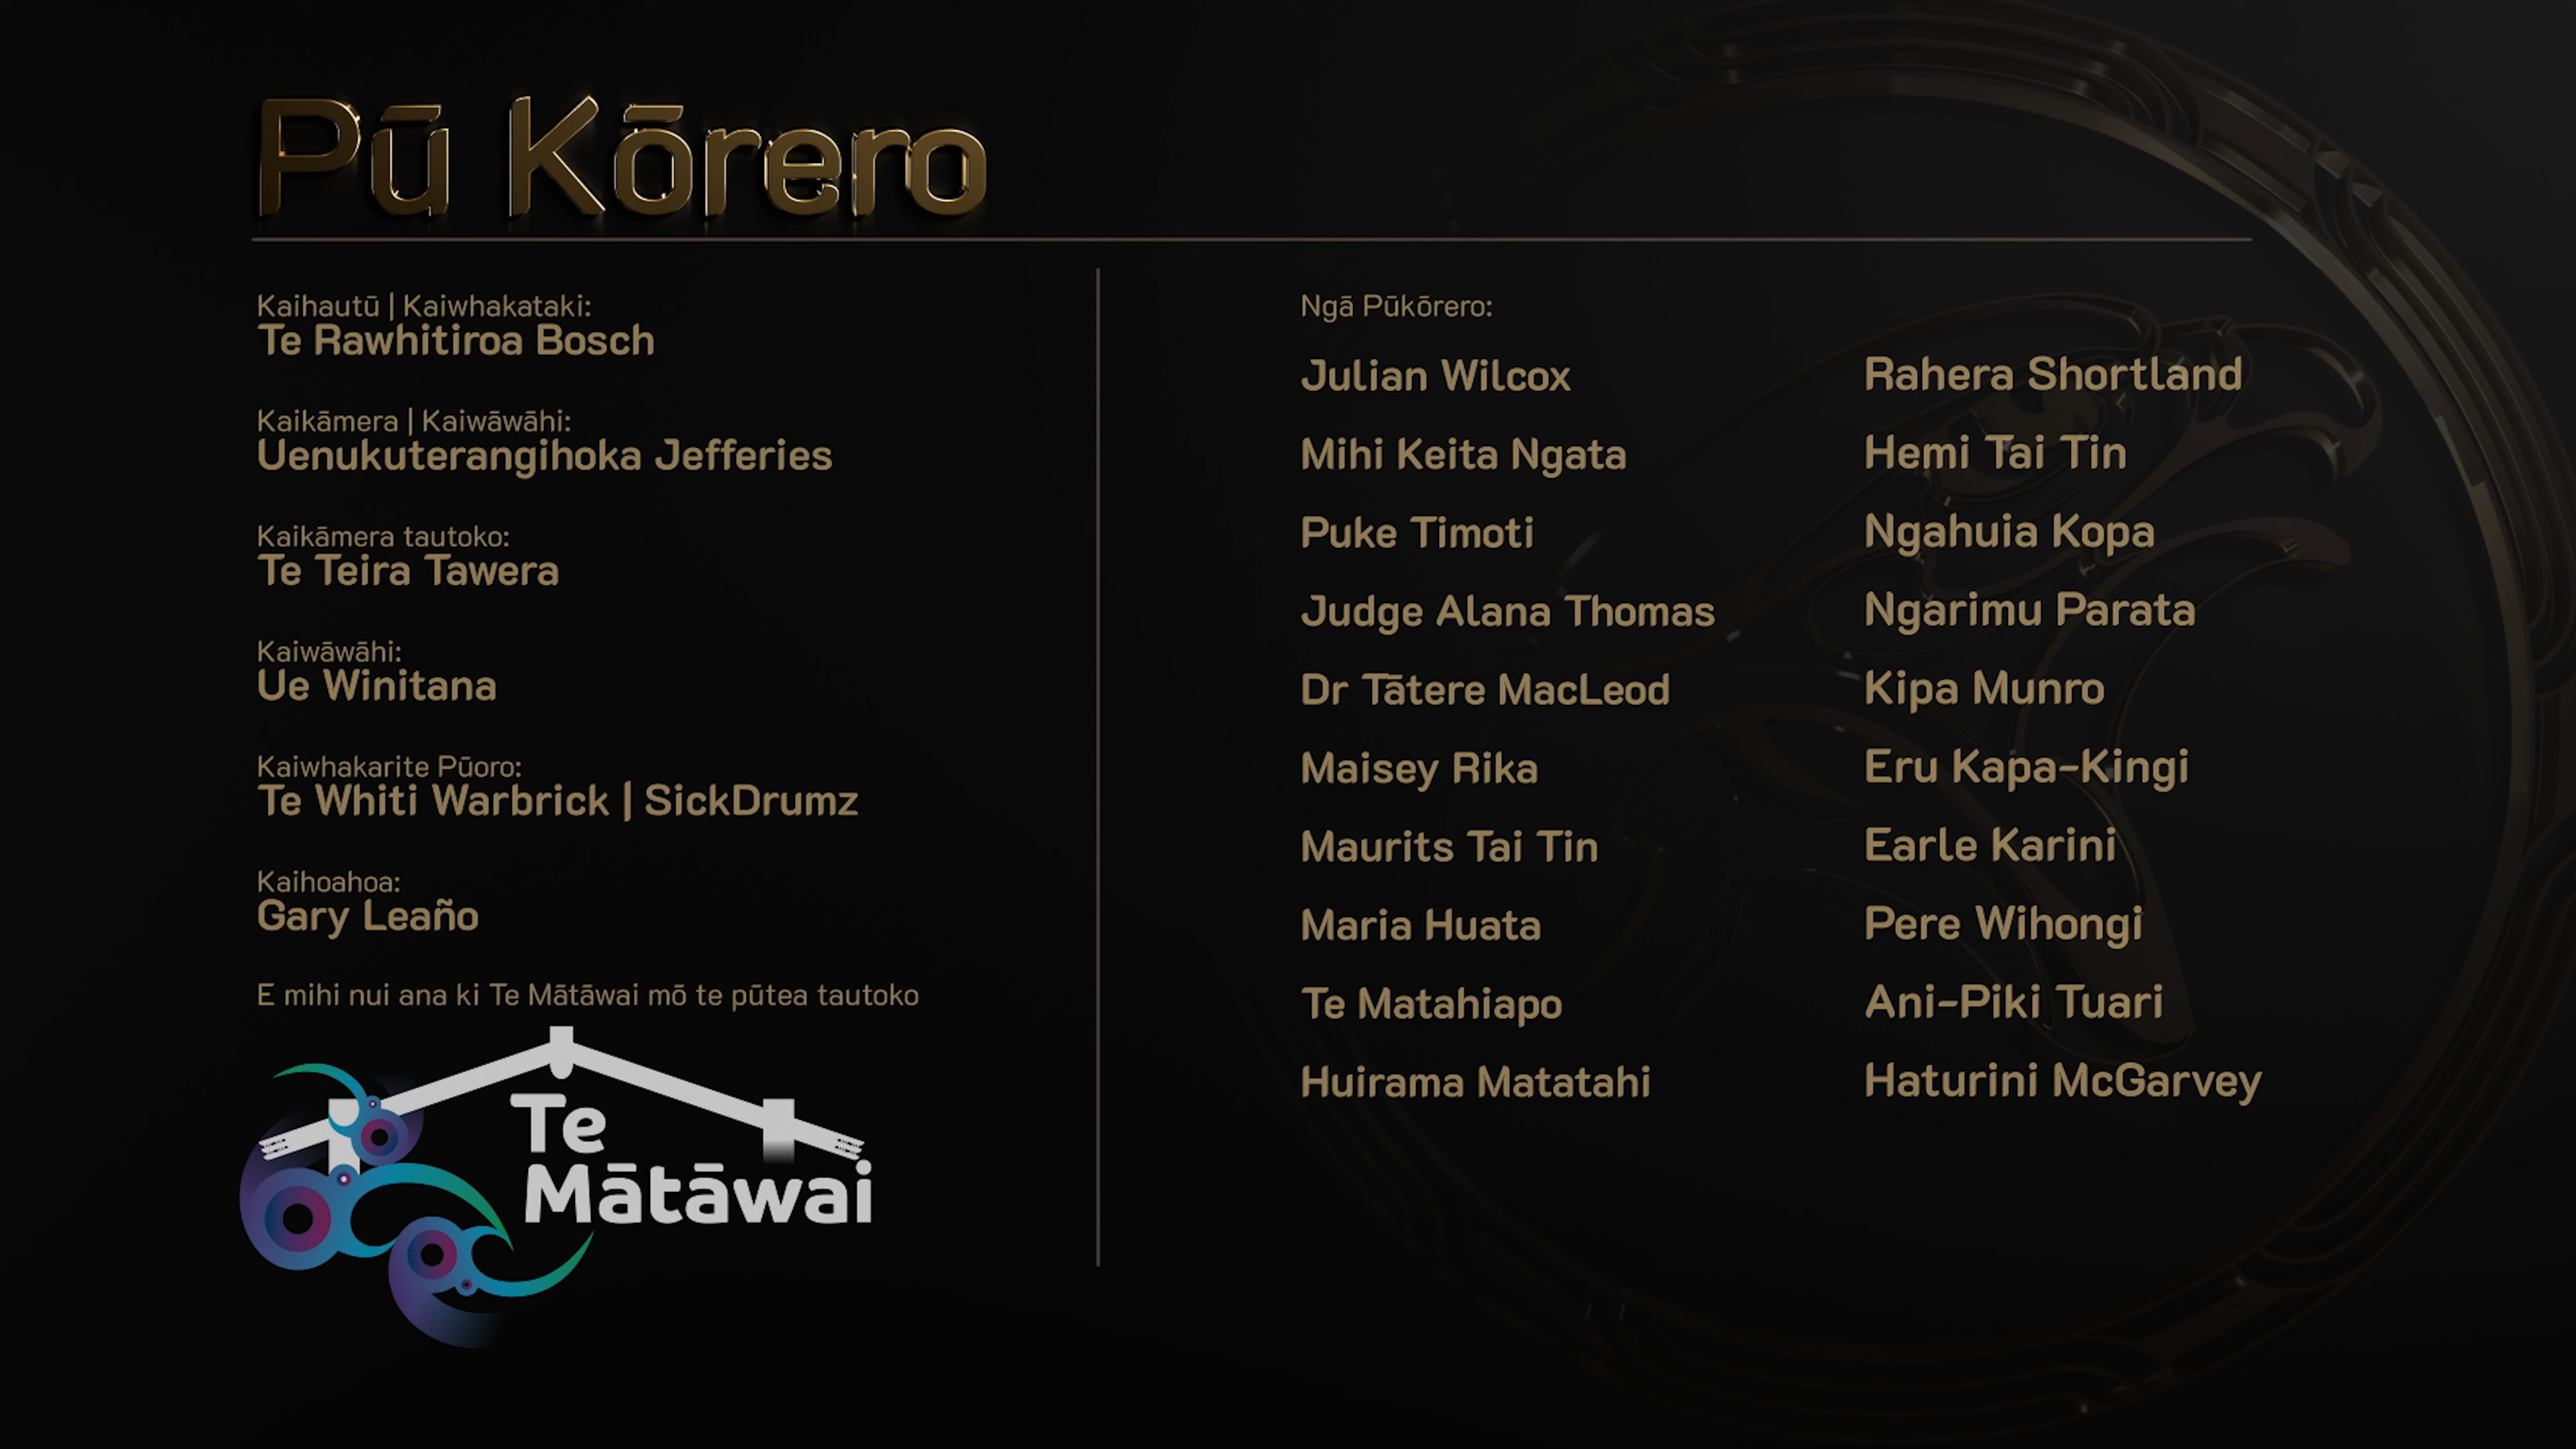 Pū Kōrero
Kaihautū | Kaiwhakataki:
Te Rawhitiroa Bosch
Kaikāmera | Kaiwāwāhi:
Uenukuterangihoka Jefferies
Kaikāmera tautoko:
Te Teira Tawera
Kaiwāwāhi:
Ue Winitana
Kaiwhakarite Pūoro:
Te Whiti Warbrick | SickDrumz
Kaihoahoa:
Gary Leaño
E mihi nui ana ki Te Mātāwai mō te pūtea tautoko
Te
Mātāwai
Ngā Pūkōrero:
Julian Wilcox
Mihi Keita Ngata
Puke Timoti
Judge Alana Thomas
Dr Tātere MacLeod
Maisey Rika
Maurits Tai Tin
Maria Huata
Te Matahiapo
Huirama Matatahi
Rahera Shortland
Hemi Tai Tin
Ngahuia Kopa
Ngarimu Parata
Kipa Munro
Eru Kapa-Kingi
Earle Karini
Pere Wihongi
Ani-Piki Tuari
Haturini McGarvey